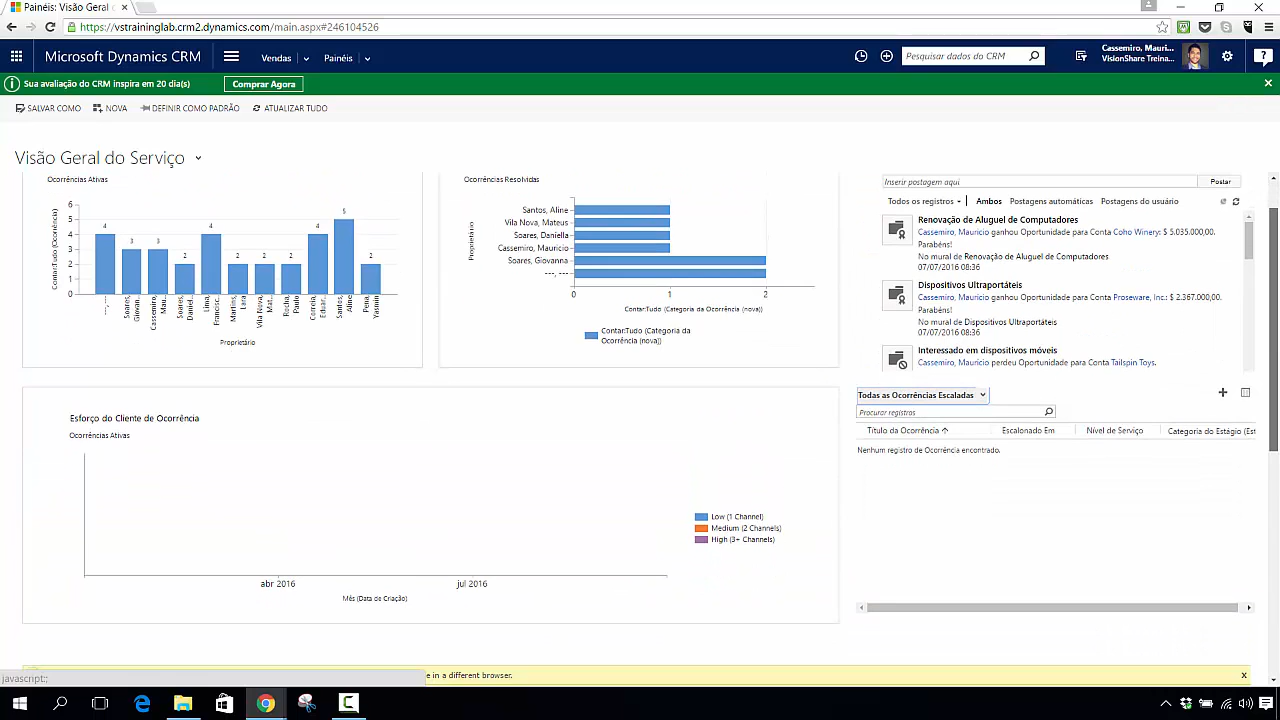 Painéis: Visão Geral
https://vstraininglab.crm2.dynamics.com/main.aspx#246104526
Microsoft Dynamics CRM
Vendas
Painéis
Pesquisar dados do CRM
Cassemiro, Mauri...
VisionShare Treina...
Sua avaliação do CRM inspira em 20 dia(s)
Comprar Agora
SALVAR COMO
NOVA
DEFINIR COMO PADRÃO
ATUALIZAR TUDO
Visão Geral do Serviço
Ocorrências Ativas
Contar:Tudo (Ocorrência)
6
5
4
3
2
1
0
4
3
3
2
4
2
2
2
4
5
2
---, ---
Soares, Giovan...
Cassemiro, Mau...
Soares, Daniel...
Lins, Francisc...
Martins, Lara
Vila Nova, Mat...
Rocha, Paulo
Correia, Eduar...
Santos, Aline
Pena, Yasmin
Proprietário
Ocorrências Resolvidas
Proprietário
Santos, Aline
Vila Nova, Mateus
Soares, Daniella
Cassemiro, Mauricio
Soares, Giovanna
---, ---
0
1
2
Contar:Tudo (Categoria da Ocorrência (nova))
Contar:Tudo (Categoria da
Ocorrência (nova))
Inserir postagem aqui
Postar
Todos os registros
Ambos
Postagens automáticas
Postagens do usuário
Renovação de Aluguel de Computadores
Cassemiro, Mauricio ganhou Oportunidade para Conta Coho Winery: $ 5.035.000,00.
Parabéns!
No mural de Renovação de Aluguel de Computadores
07/07/2016 08:36
Dispositivos Ultraportáteis
Cassemiro, Mauricio ganhou Oportunidade para Conta Proseware, Inc.: $ 2.367.000,00.
Parabéns!
No mural de Dispositivos Ultraportáteis
07/07/2016 08:36
Interessado em dispositivos móveis
Cassemiro, Mauricio perdeu Oportunidade para Conta Tailspin Toys.
Esforço do Cliente de Ocorrência
Ocorrências Ativas
Low (1 Channel)
Medium (2 Channels)
High (3+ Channels)
abr 2016
jul 2016
Mês (Data de Criação)
Todas as Ocorrências Escaladas
Procurar registros
Título da Ocorrência
Escalonado Em
Nível de Serviço
Categoria do Estágio (Est
Nenhum registro de Ocorrência encontrado.
javascript:;
e in a different browser.
x